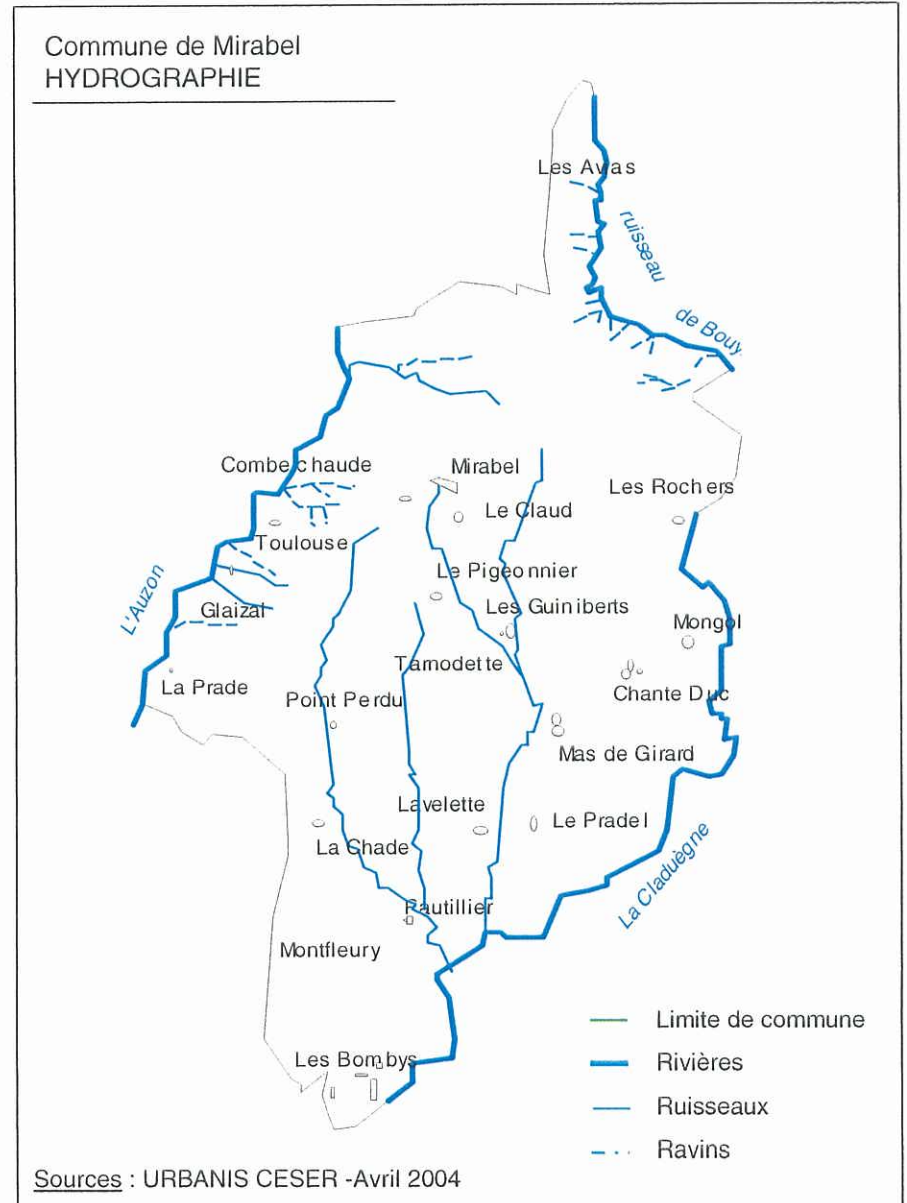 Commune de Mirabel
HYDROGRAPHIE
Les Avias
ruisseau
de Bouy
Combe chaude
Mirabel
Les Rochers
Le Claud
Toulouse
L'Auzon
Le Pigeonnier
Glaizal
Les Guiniberts
Mongol
Tamodette
La Prade
Point Perdu
Chante Duc
Mas de Girard
Lavelette
Le Pradel
La Chade
La Claduègne
Pautillier
Montfleury
Limite de commune
Les Bombys
Rivières
Ruisseaux
Ravins
Sources : URBANIS CESER -Avril 2004